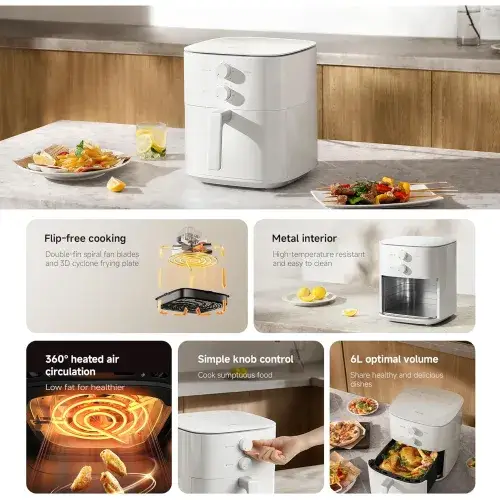 Flip-free cooking
Double-fin spiral fan blades
and 3D cyclone frying plate
Metal interior
High-temperature resistant
and easy to clean
360° heated air
circulation
Low fat for healthier
Simple knob control
Cook sumptuous food
6L optimal volume
Share healthy and delicious
dishes